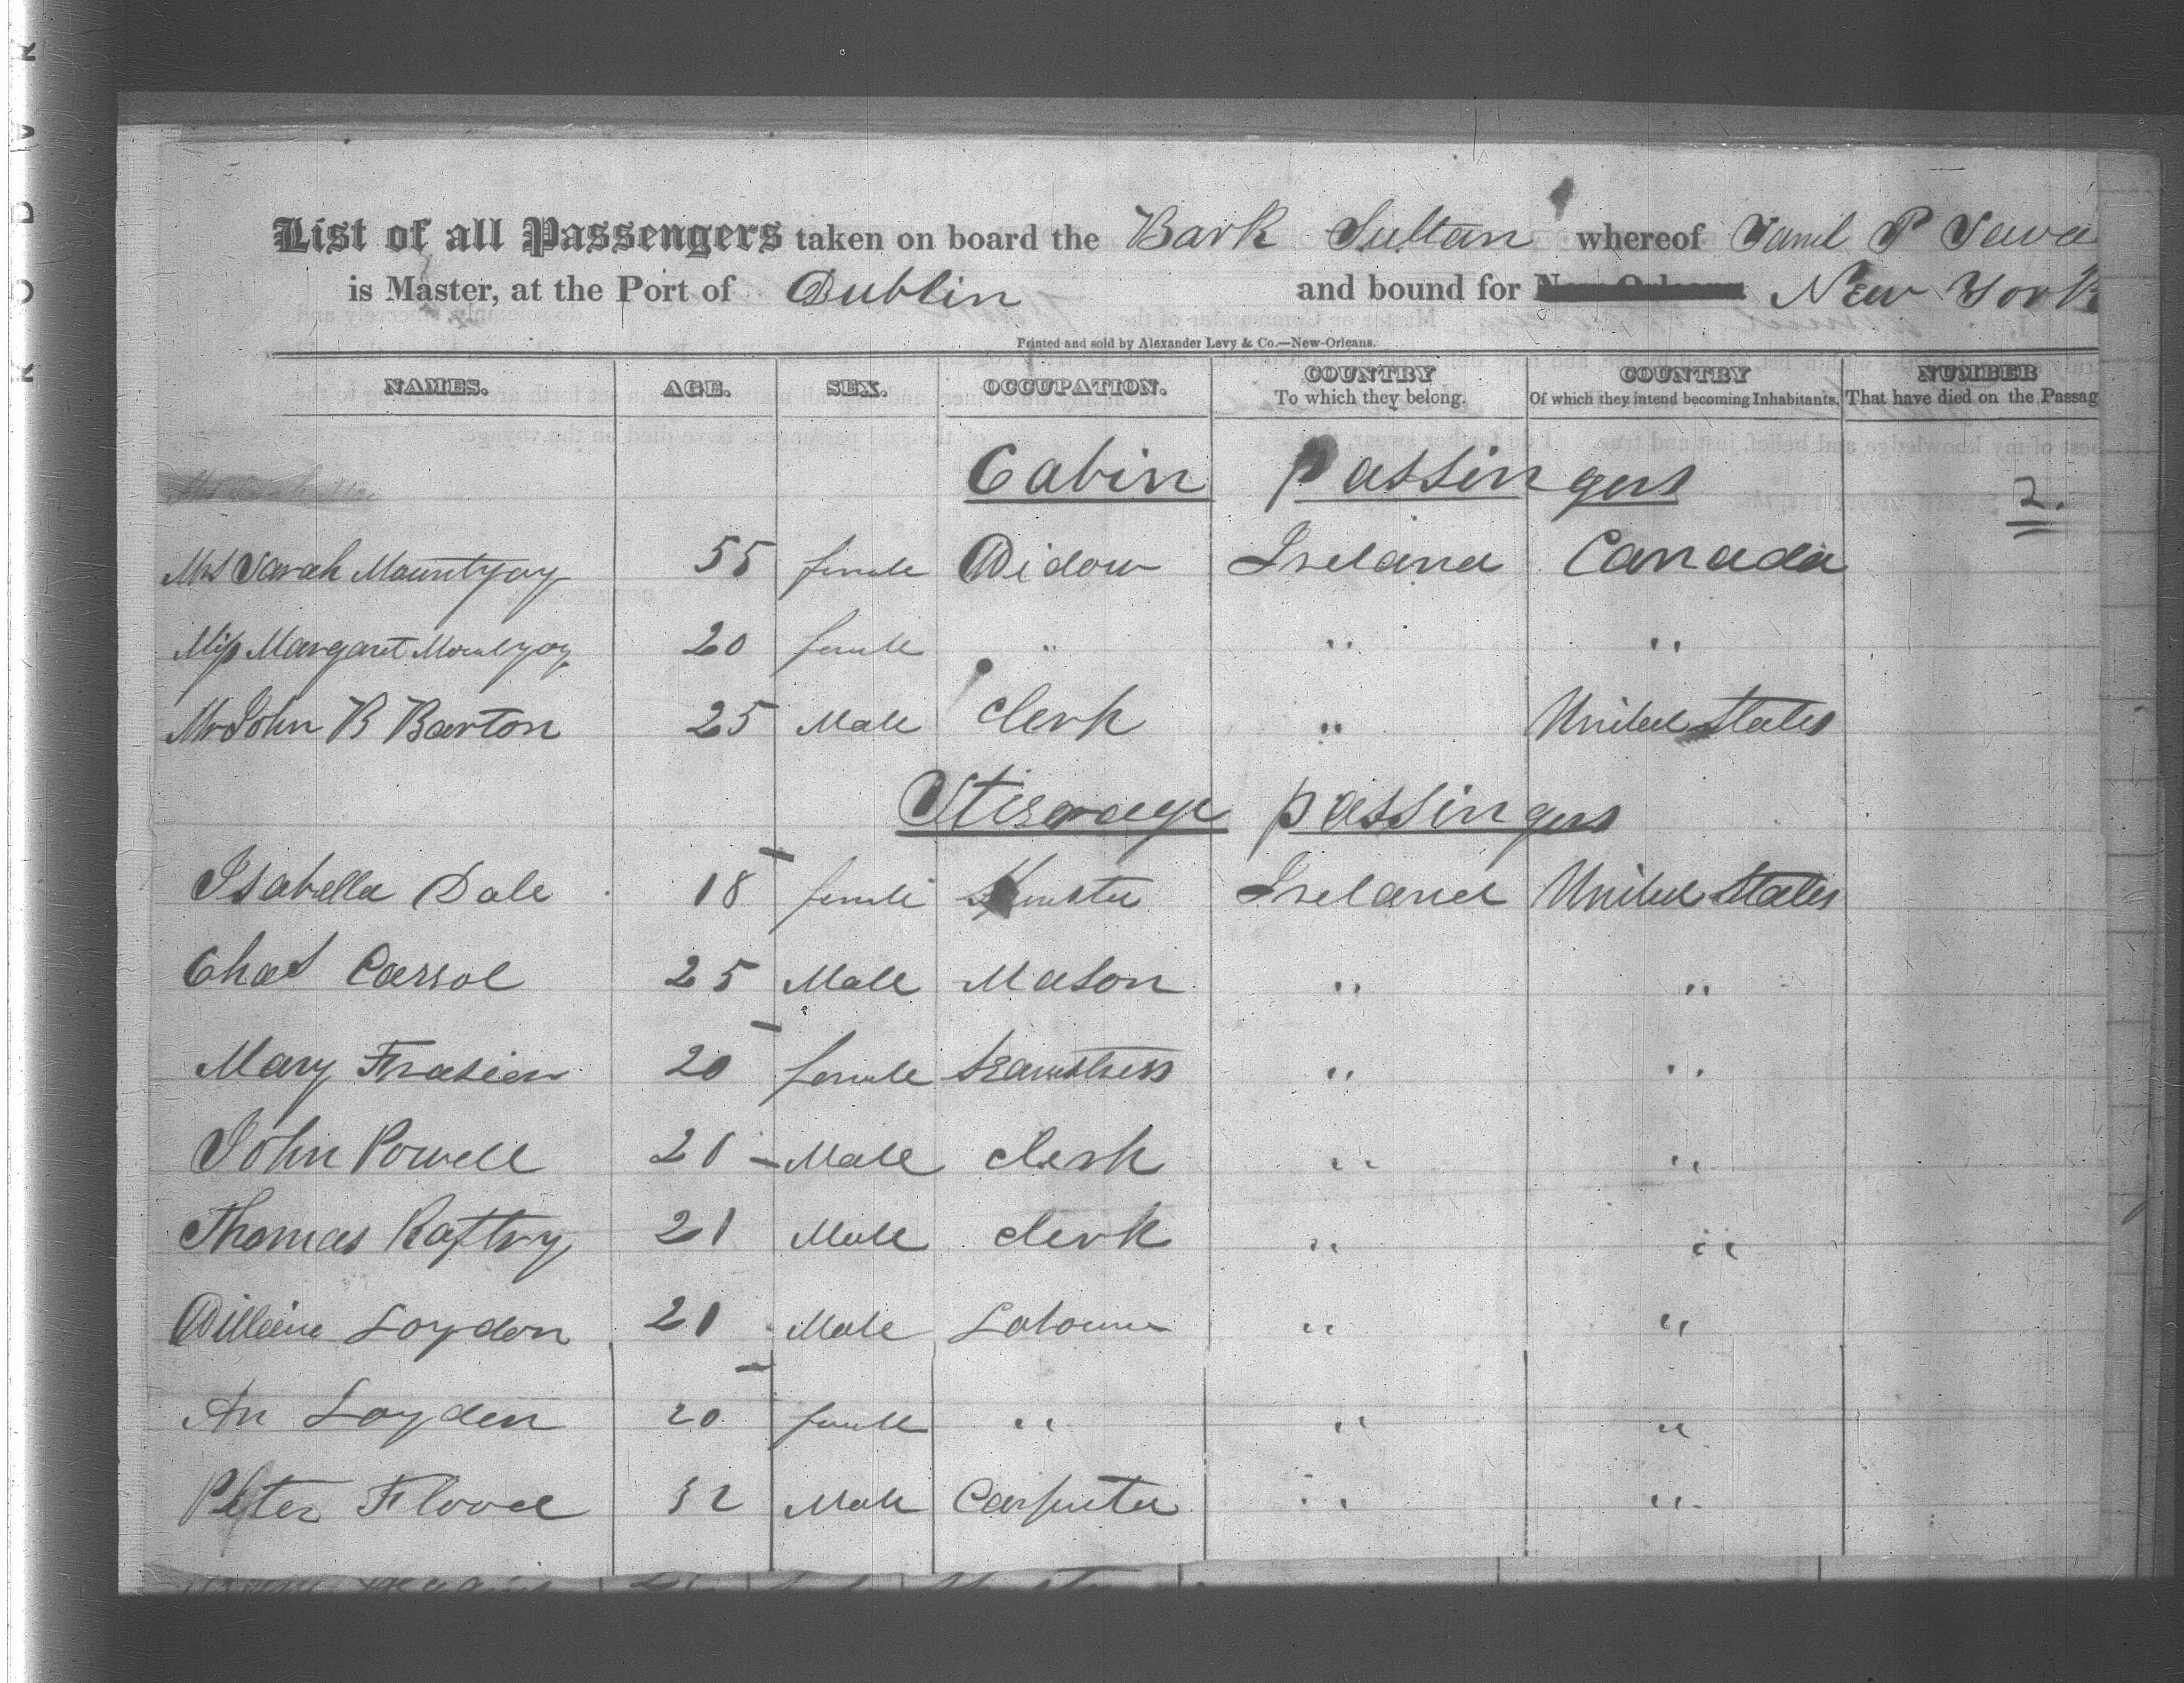 List of all Passengers taken on board the Bark Sultan whereof Saml P
is Master, at the Port of Dublin and bound for New Orleans New York
Printed and sold by Alexander Levy & Co.—New-Orleans.
NAMES. AGE. SEX. OCCUPATION. COUNTRY To which they belong. COUNTRY Of which they intend becoming Inhabitants. NUMBER That have died on the Passag
Cabin passingers 2.
Mrs Sarah Mountyoy 55 female Widow Ireland Canada
Miss Margaret Mountyoy 20 female " " "
Mr John B Barton 25 Male Clerk " United States
Steerage passingers
Isabella Dale 18 female Ireland United States
Chas Carrol 25 Male Mason " "
Mary Frasier 20 female Seamstress " "
John Powell 21 Male Clerk " "
Thomas Raftry 21 Male Clerk " "
William Loydon 21 Male Labourer " "
An Loyden 20 female " " "
Peter 32 Male Carpenter " "